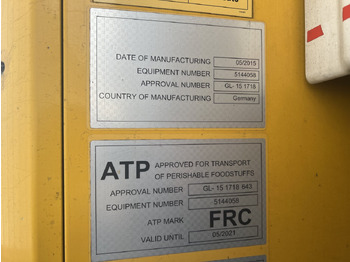 DATE OF MANUFACTURING 05/2015
EQUIPMENT NUMBER 5144058
APPROVAL NUMBER GL- 15 1718
COUNTRY OF MANUFACTURING Germany
ATP APPROVED FOR TRANSPORT
OF PERISHABLE FOODSTUFFS
APPROVAL NUMBER GL- 15 1718 643
EQUIPMENT NUMBER 5144058
ATP MARK FRC
VALID UNTIL 05/2021